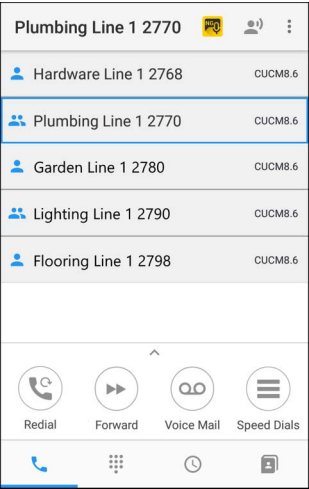 Plumbing Line 1 2770
Hardware Line 1 2768 CUCM8.6
Plumbing Line 1 2770 CUCM8.6
Garden Line 1 2780 CUCM8.6
Lighting Line 1 2790 CUCM8.6
Flooring Line 1 2798 CUCM8.6
Redial Forward Voice Mail Speed Dials